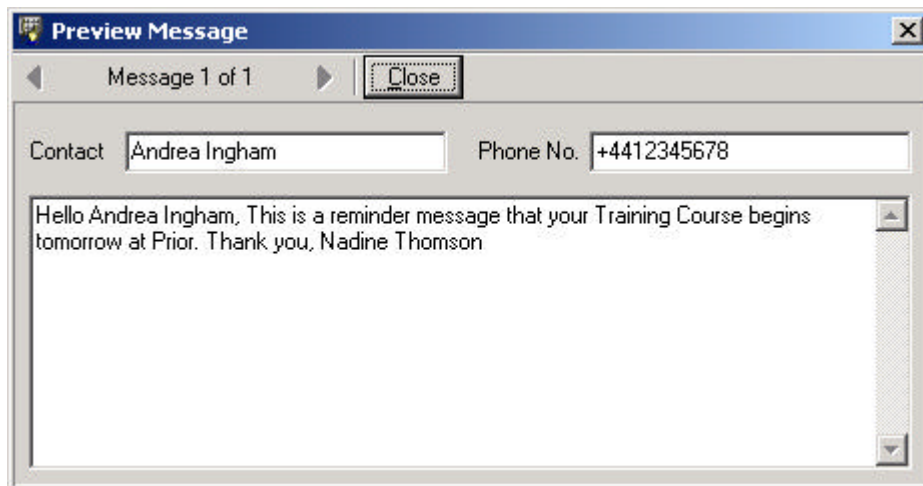 Preview Message
Message 1 of 1 Close
Contact Andrea Ingham Phone No. +4412345678
Hello Andrea Ingham, This is a reminder message that your Training Course begins
tomorrow at Prior. Thank you, Nadine Thomson